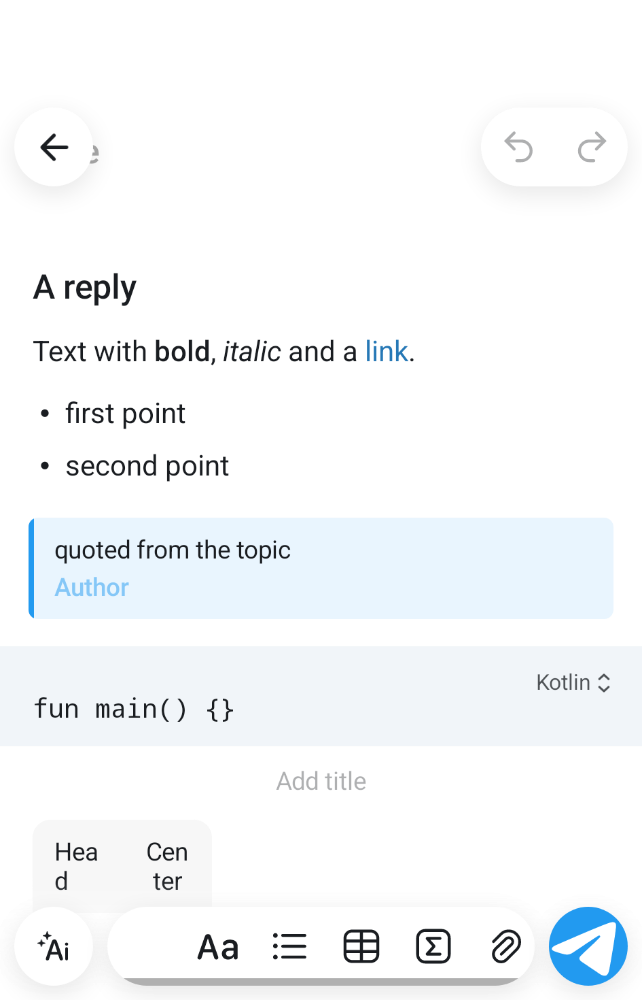 A reply
Text with bold, italic and a link.
• first point
• second point
quoted from the topic
Author
Kotlin
fun main() {}
Add title
Hea
d
Cen
ter
Ai
Aa